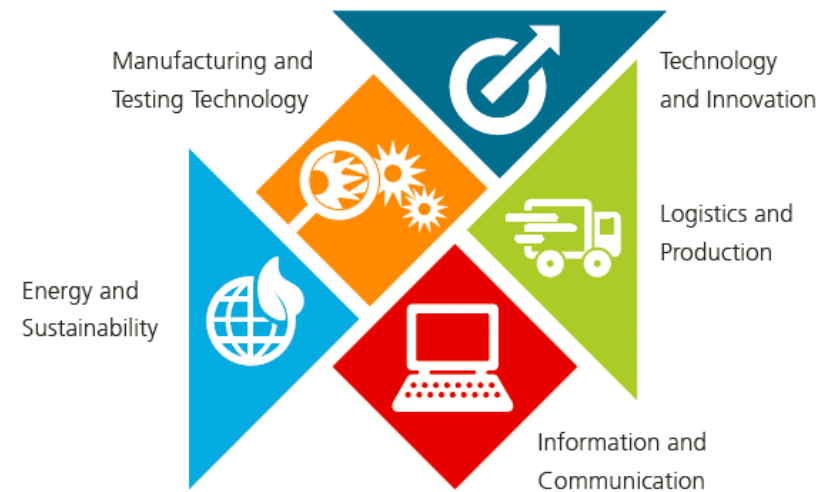 Manufacturing and
Testing Technology
Technology
and Innovation
Logistics and
Production
Energy and
Sustainability
Information and
Communication